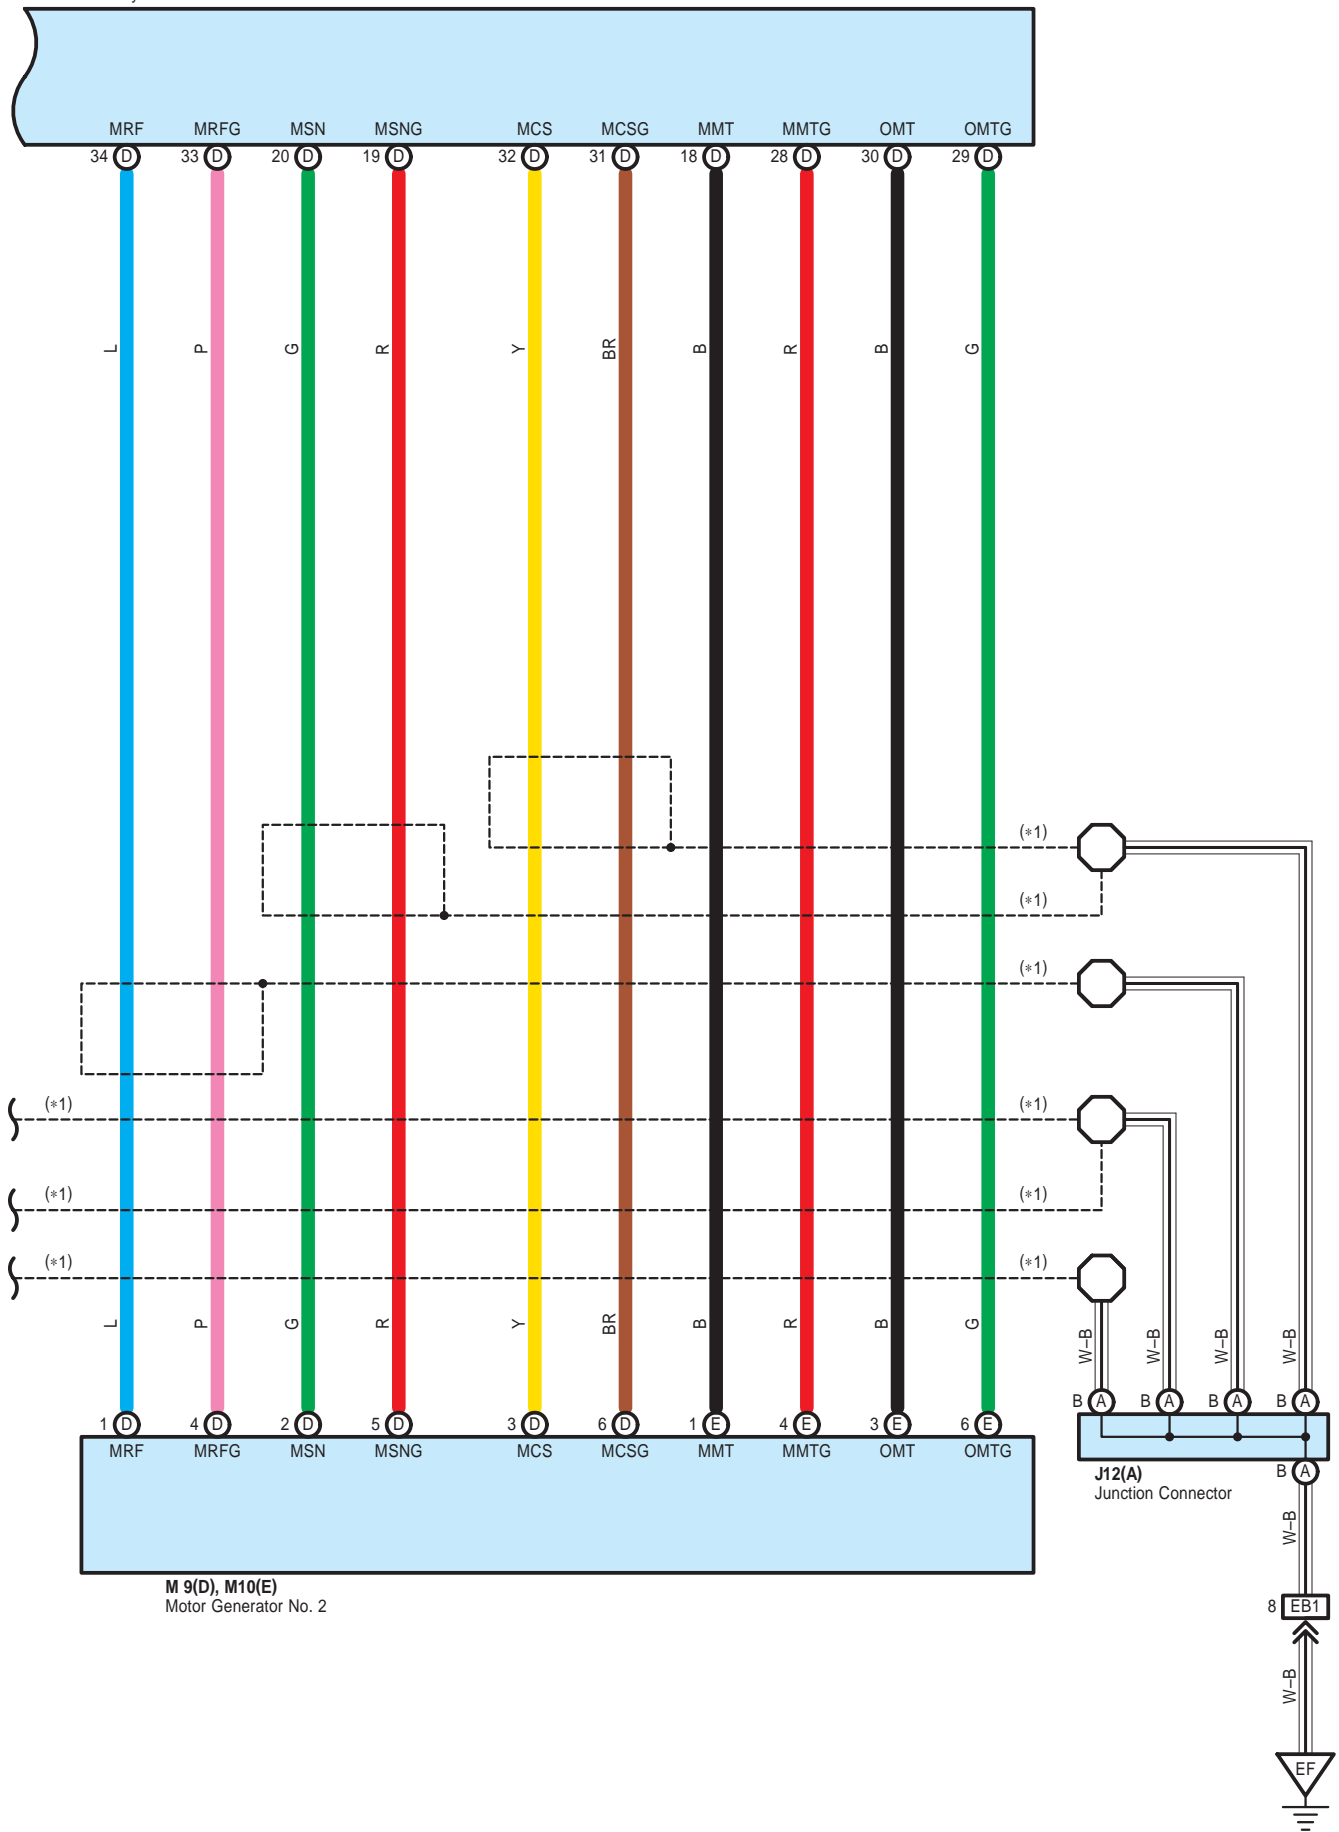 MRF MRFG MSN MSNG MCS MCSG MMT MMTG OMT OMTG
34 D 33 D 20 D 19 D 32 D 31 D 18 D 28 D 30 D 29 D
L P G R Y BR B R B G
(∗1)
(∗1)
(∗1)
(∗1) (∗1)
(∗1) (∗1)
(∗1) (∗1)
L P G R Y BR B R B G W–B W–B W–B W–B
B A B A B A B A
1 D 4 D 2 D 5 D 3 D 6 D 1 E 4 E 3 E 6 E
MRF MRFG MSN MSNG MCS MCSG MMT MMTG OMT OMTG
J12(A)
Junction Connector
B A
W–B
M 9(D), M10(E)
Motor Generator No. 2
8 EB1
W–B
EF